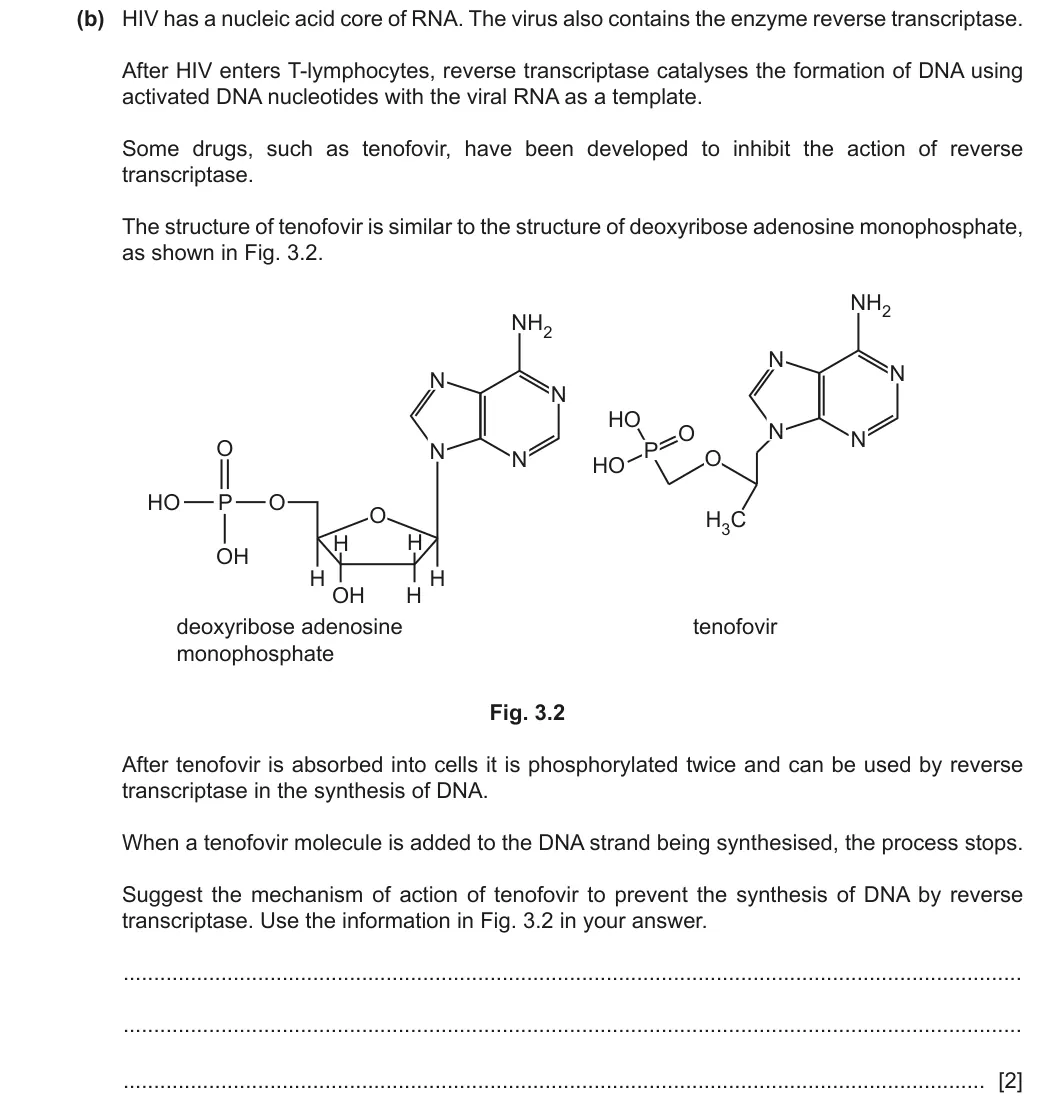 (b) HIV has a nucleic acid core of RNA. The virus also contains the enzyme reverse transcriptase.
After HIV enters T-lymphocytes, reverse transcriptase catalyses the formation of DNA using
activated DNA nucleotides with the viral RNA as a template.
Some drugs, such as tenofovir, have been developed to inhibit the action of reverse
transcriptase.
The structure of tenofovir is similar to the structure of deoxyribose adenosine monophosphate,
as shown in Fig. 3.2.
NH2
N
N
N
N
O
HO
P
O
OH
O
H
H
H
H
OH
H
deoxyribose adenosine
monophosphate
NH2
N
N
N
N
HO
O
P
HO
O
H3C
tenofovir
Fig. 3.2
After tenofovir is absorbed into cells it is phosphorylated twice and can be used by reverse
transcriptase in the synthesis of DNA.
When a tenofovir molecule is added to the DNA strand being synthesised, the process stops.
Suggest the mechanism of action of tenofovir to prevent the synthesis of DNA by reverse
transcriptase. Use the information in Fig. 3.2 in your answer.
[2]